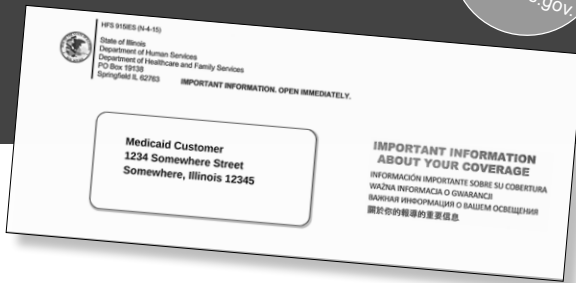 s.gov.
HFS 915IES (N-4-15)
State of Illinois
Department of Human Services
Department of Healthcare and Family Services
PO Box 19138
Springfield IL 62763
IMPORTANT INFORMATION. OPEN IMMEDIATELY.
Medicaid Customer
1234 Somewhere Street
Somewhere, Illinois 12345
IMPORTANT INFORMATION
ABOUT YOUR COVERAGE
INFORMACIÓN IMPORTANTE SOBRE SU COBERTURA
WAŻNA INFORMACIA O GWARANCJI
ВАЖНАЯ ИНФОРМАЦИЯ О ВАШЕМ ОСВЕЩЕНИЯ
關於你的報導的重要信息